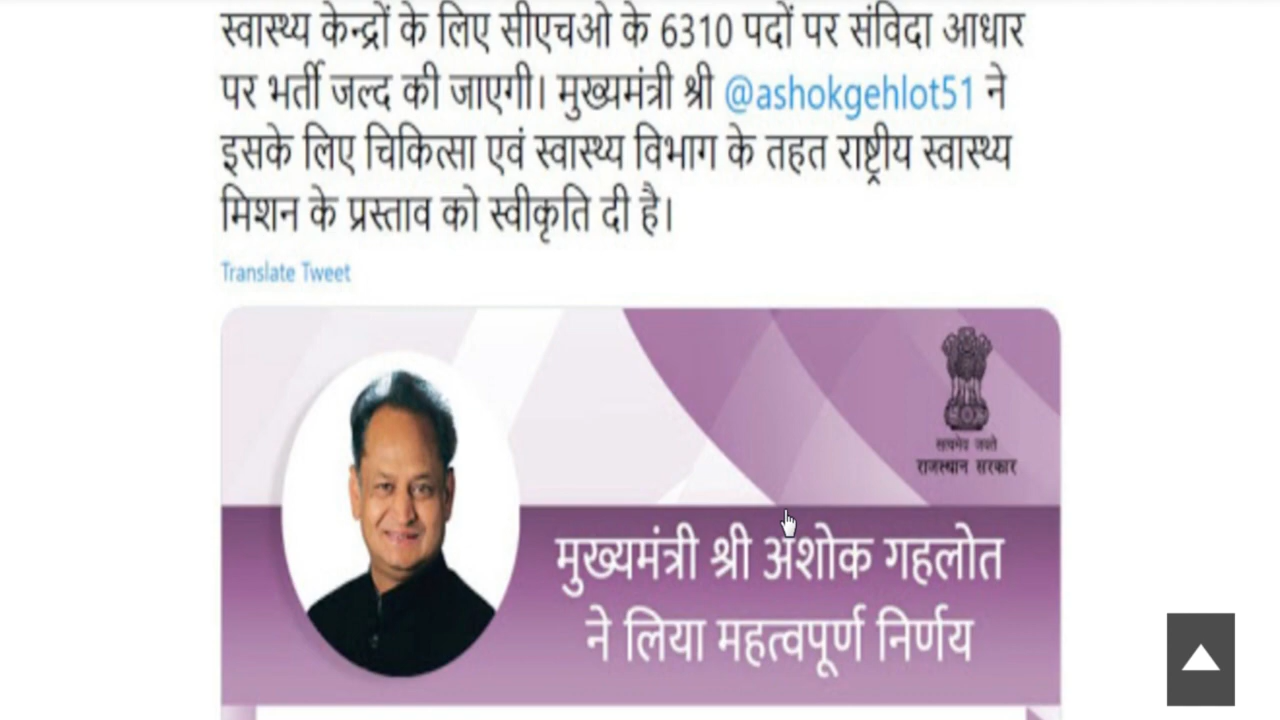 स्वास्थ्य केन्द्रों के लिए सीएचओ के 6310 पदों पर संविदा आधार
पर भर्ती जल्द की जाएगी। मुख्यमंत्री श्री @ashokgehlot51 ने
इसके लिए चिकित्सा एवं स्वास्थ्य विभाग के तहत राष्ट्रीय स्वास्थ्य
मिशन के प्रस्ताव को स्वीकृति दी है।
Translate Tweet
सत्यमेव जयते
राजस्थान सरकार
मुख्यमंत्री श्री अशोक गहलोत
ने लिया महत्वपूर्ण निर्णय